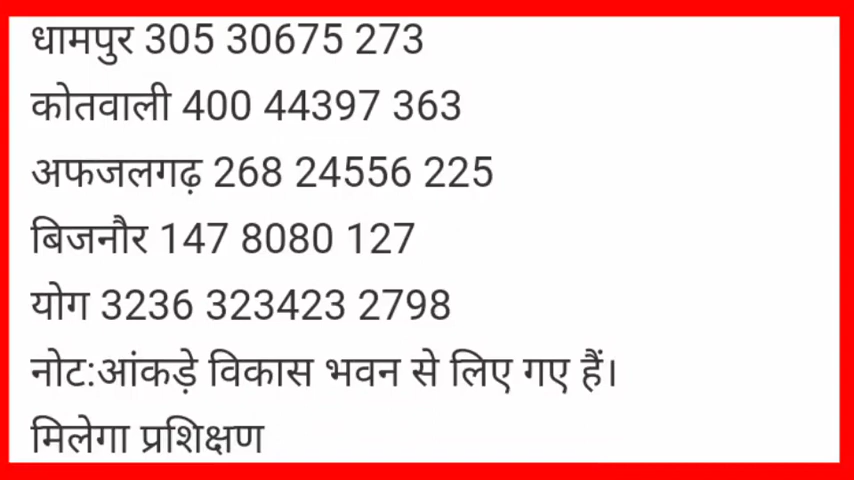 धामपुर 305 30675 273
कोतवाली 400 44397 363
अफजलगढ़ 268 24556 225
बिजनौर 147 8080 127
योग 3236 323423 2798
नोट:आंकड़े विकास भवन से लिए गए हैं।
मिलेगा प्रशिक्षण